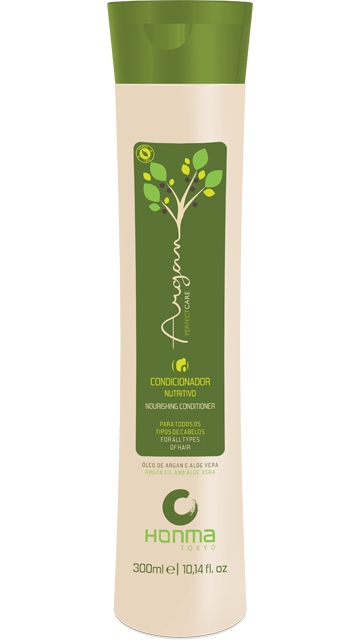 Argan
PERFECT CARE
CONDICIONADOR
NUTRITIVO
NOURISHING CONDITIONER
PARA TODOS OS
TIPOS DE CABELOS
FOR ALL TYPES
OF HAIR
ÓLEO DE ARGAN E ALOE VERA
ARGAN OIL AND ALOE VERA
HONMA
TOKYO
300ml ℮| 10,14 fl. oz